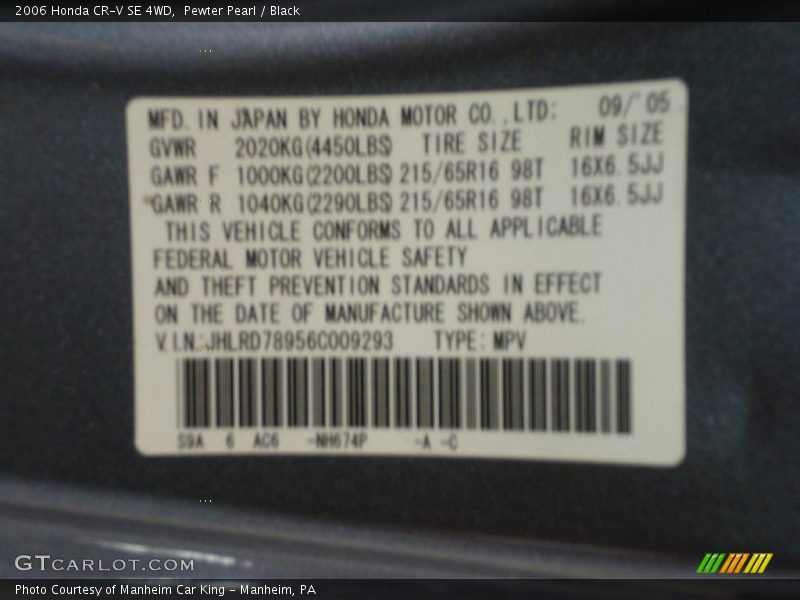 2006 Honda CR-V SE 4WD, Pewter Pearl / Black
MFD. IN JAPAN BY HONDA MOTOR CO.,LTD: 09/'05
GVWR 2020KG(4450LBS) TIRE SIZE RIM SIZE
GAWR F 1000KG(2200LBS) 215/65R16 98T 16X6.5JJ
GAWR R 1040KG(2290LBS) 215/65R16 98T 16X6.5JJ
THIS VEHICLE CONFORMS TO ALL APPLICABLE
FEDERAL MOTOR VEHICLE SAFETY
AND THEFT PREVENTION STANDARDS IN EFFECT
ON THE DATE OF MANUFACTURE SHOWN ABOVE.
V.I.N.:JHLRD78956C009293 TYPE: MPV
S9A 6 AC6 -NH674P -A -C
GTCARLOT.COM
Photo Courtesy of Manheim Car King - Manheim, PA